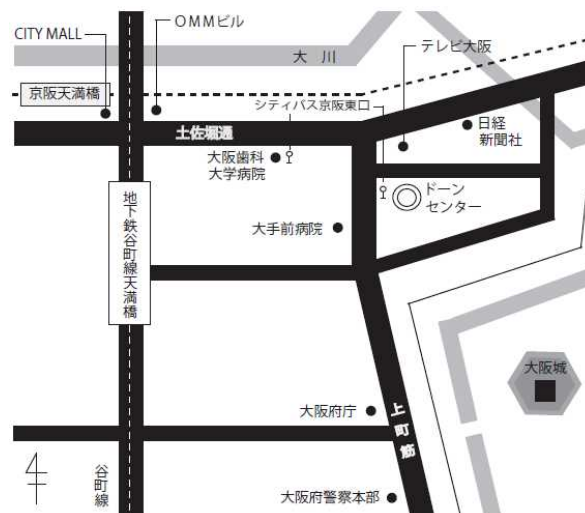 OMMビル
CITY MALL
大川
テレビ大阪
京阪天満橋
シティバス京阪東口
土佐堀通
日経
新聞社
大阪歯科
大学病院
ドーン
センター
地下鉄谷町線天満橋
大手前病院
大阪城
大阪府庁
上町筋
谷町線
大阪府警察本部